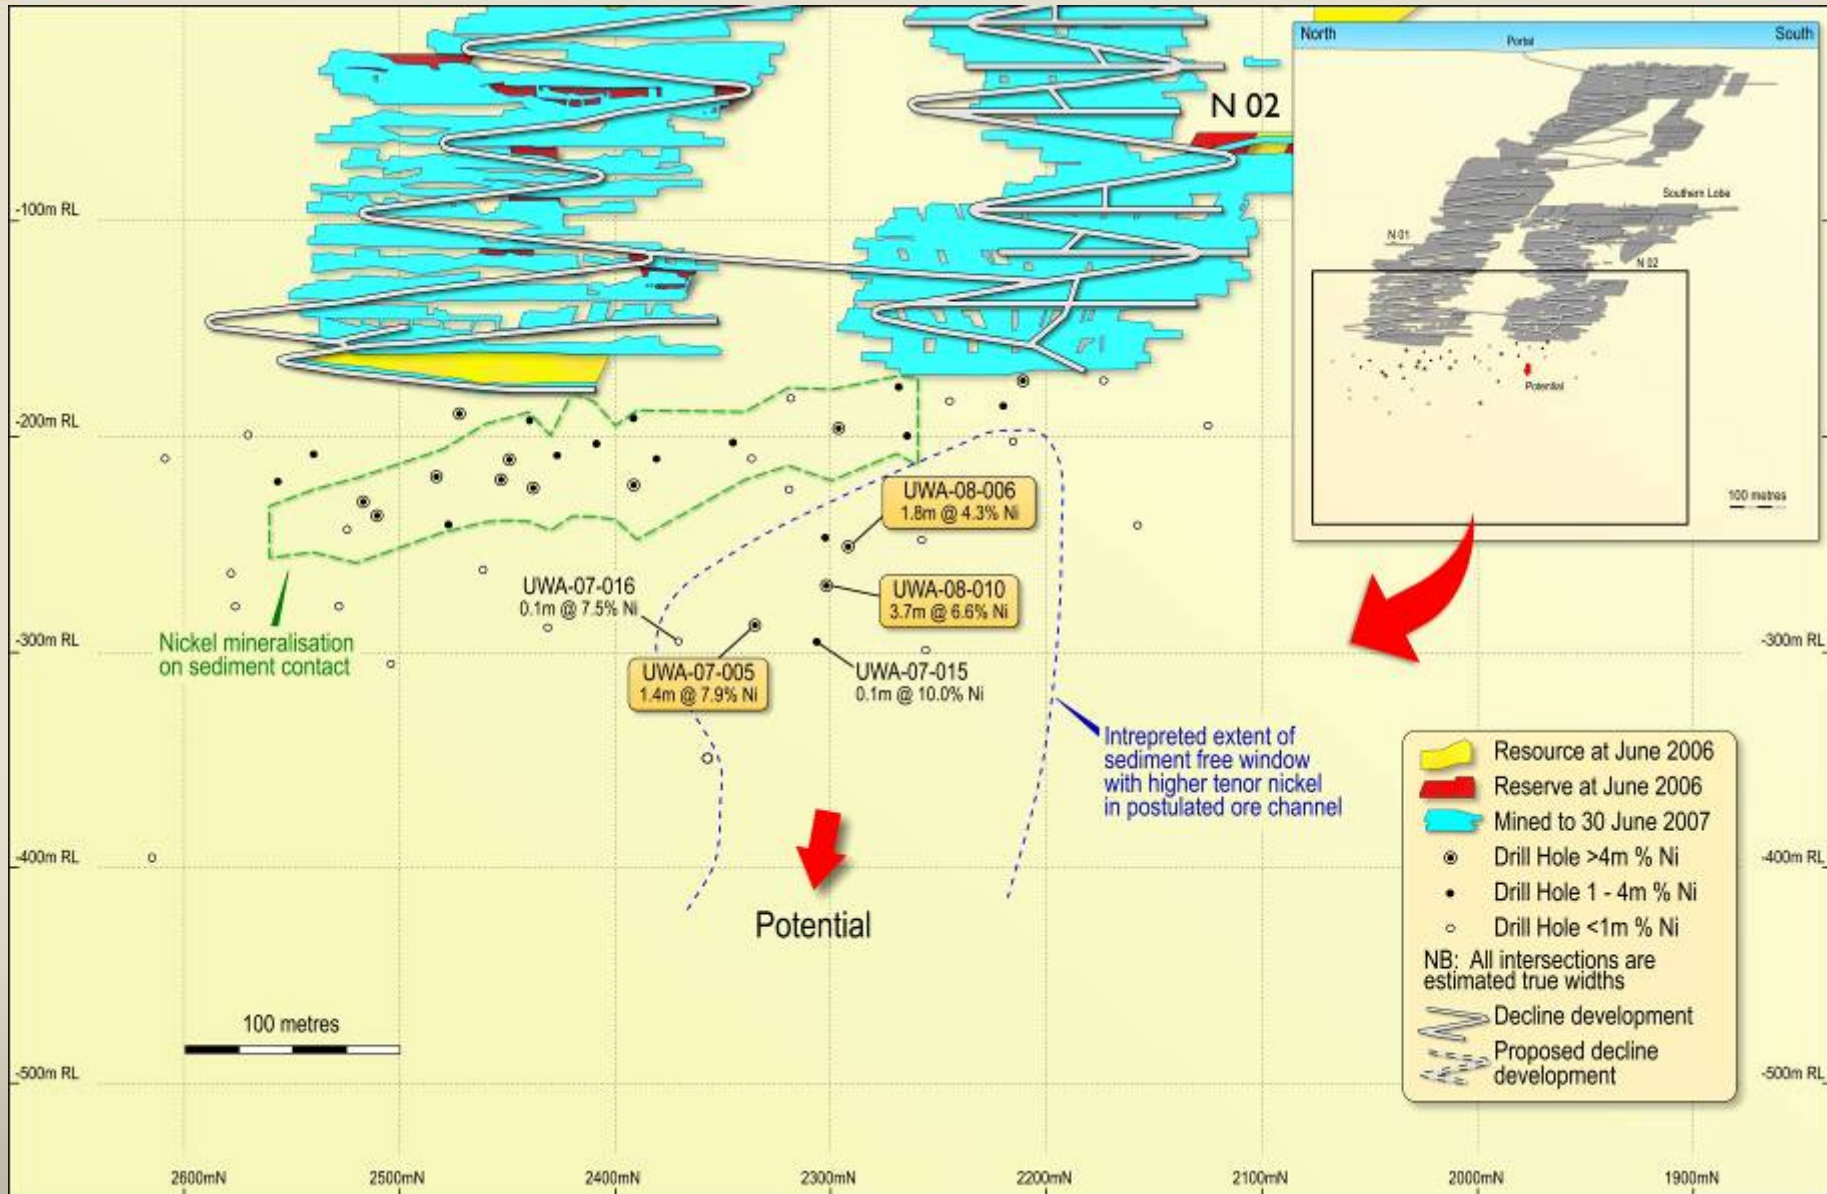 N 02
North
South
Portal
Southern Lobe
N 01
N 02
Potential
100 metres
-100m RL
-200m RL
-300m RL
-300m RL
-400m RL
-400m RL
-500m RL
-500m RL
UWA-08-006
1.8m @ 4.3% Ni
UWA-07-016
0.1m @ 7.5% Ni
UWA-08-010
3.7m @ 6.6% Ni
UWA-07-005
1.4m @ 7.9% Ni
UWA-07-015
0.1m @ 10.0% Ni
Nickel mineralisation
on sediment contact
Intrepreted extent of
sediment free window
with higher tenor nickel
in postulated ore channel
Potential
100 metres
Resource at June 2006
Reserve at June 2006
Mined to 30 June 2007
Drill Hole >4m % Ni
Drill Hole 1 - 4m % Ni
Drill Hole <1m % Ni
NB: All intersections are
estimated true widths
Decline development
Proposed decline
development
2600mN
2500mN
2400mN
2300mN
2200mN
2100mN
2000mN
1900mN